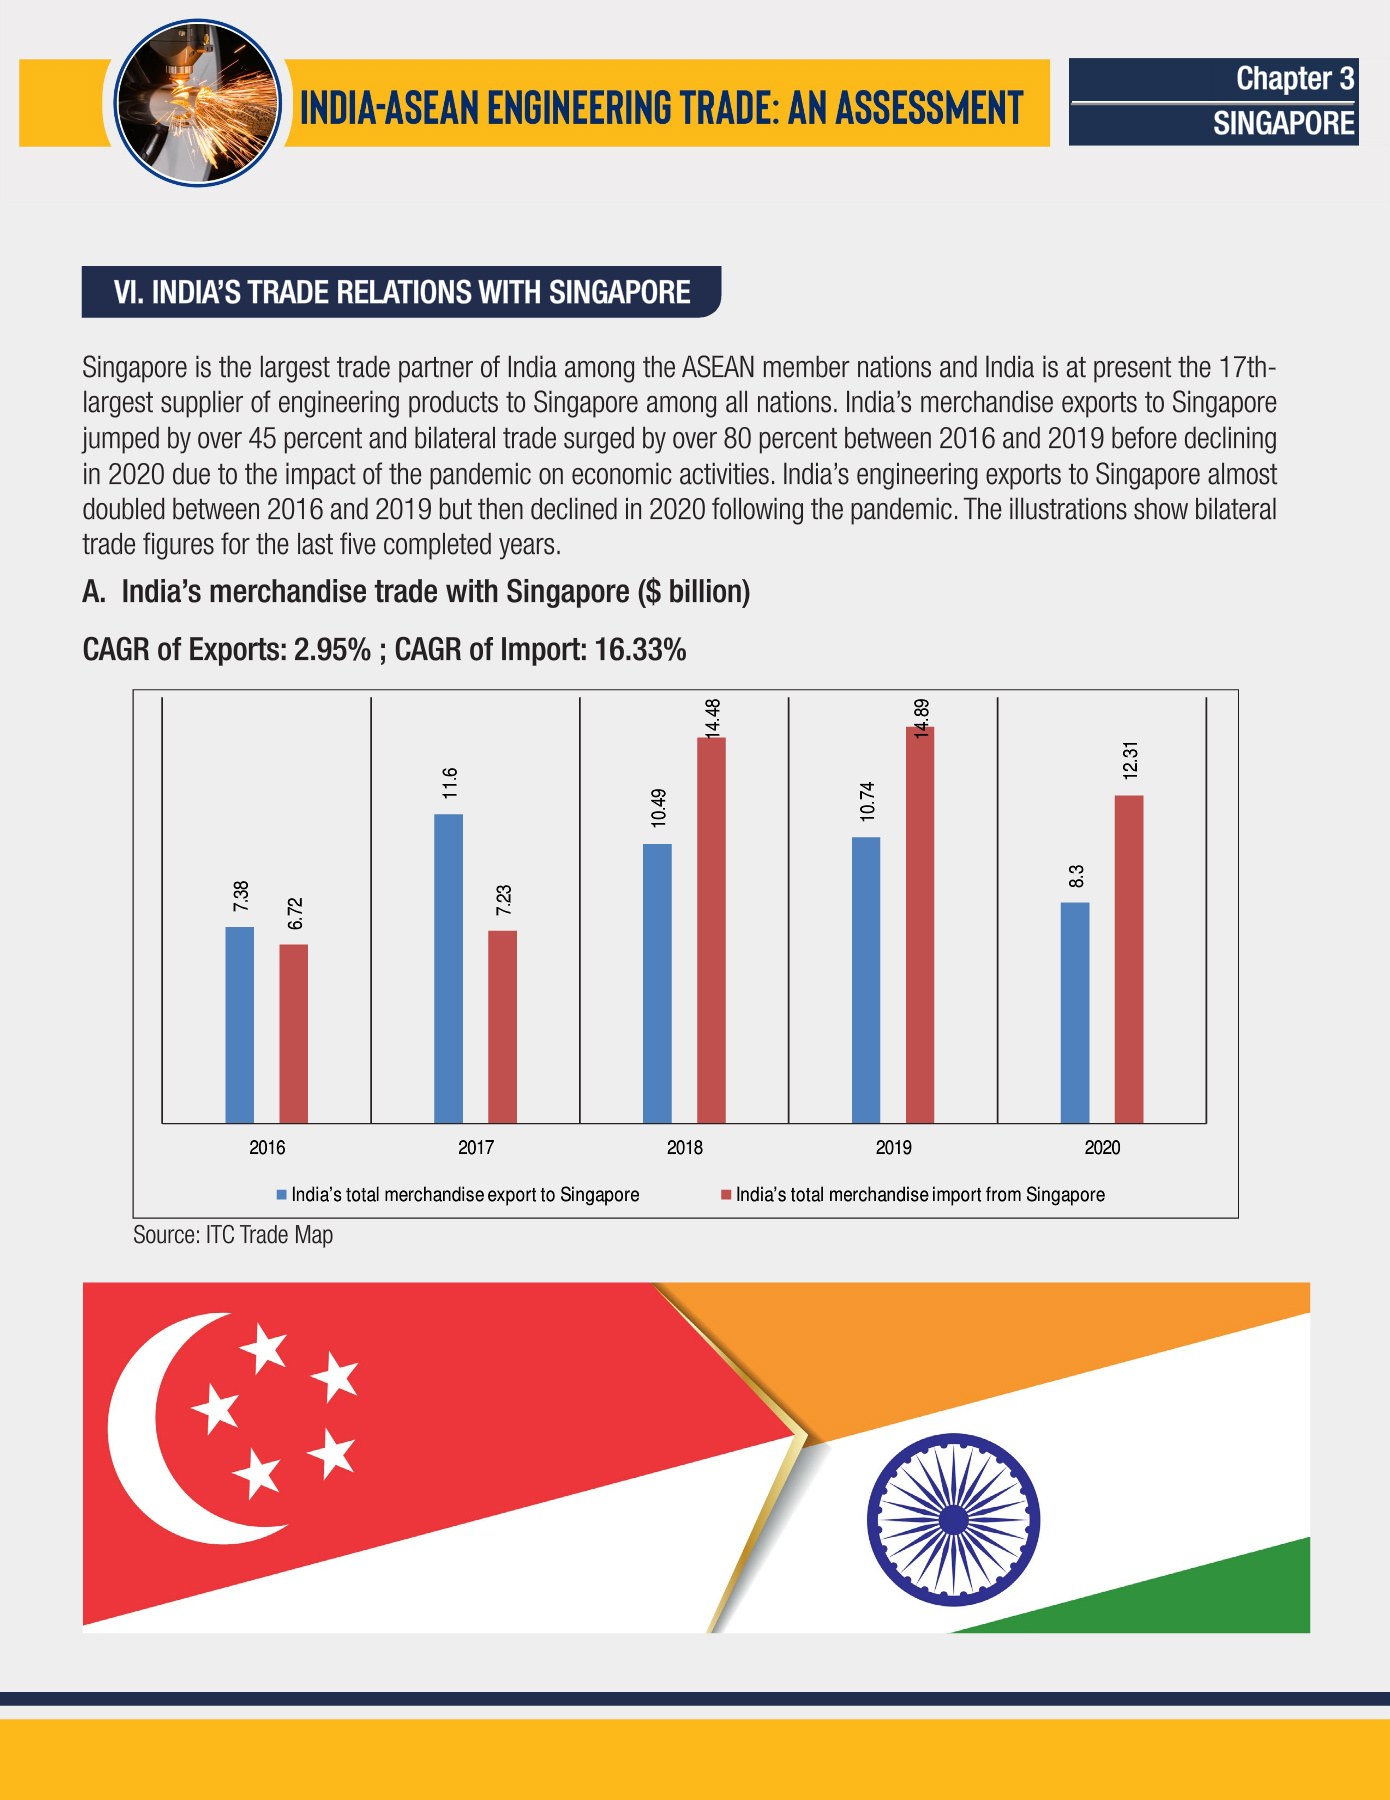 INDIA-ASEAN ENGINEERING TRADE: AN ASSESSMENT
Chapter 3
SINGAPORE
VI. INDIA’S TRADE RELATIONS WITH SINGAPORE
Singapore is the largest trade partner of India among the ASEAN member nations and India is at present the 17th-
largest supplier of engineering products to Singapore among all nations. India’s merchandise exports to Singapore
jumped by over 45 percent and bilateral trade surged by over 80 percent between 2016 and 2019 before declining
in 2020 due to the impact of the pandemic on economic activities. India’s engineering exports to Singapore almost
doubled between 2016 and 2019 but then declined in 2020 following the pandemic. The illustrations show bilateral
trade figures for the last five completed years.
A. India’s merchandise trade with Singapore ($ billion)
CAGR of Exports: 2.95% ; CAGR of Import: 16.33%
7.38
6.72
11.6
7.23
10.49
14.48
10.74
14.89
8.3
12.31
2016
2017
2018
2019
2020
India’s total merchandise export to Singapore
India’s total merchandise import from Singapore
Source: ITC Trade Map